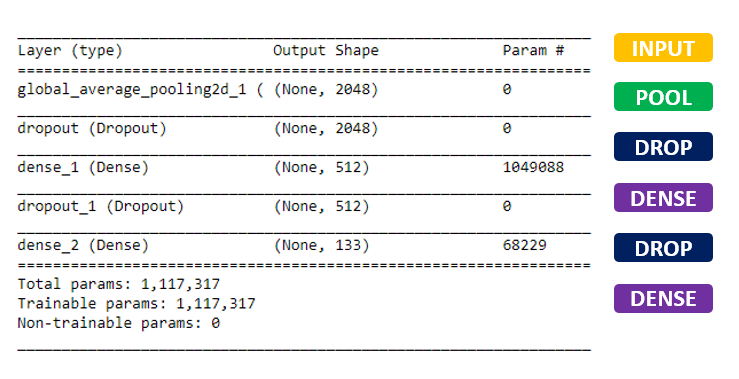 Layer (type) Output Shape Param #
global_average_pooling2d_1 ( (None, 2048) 0
dropout (Dropout) (None, 2048) 0
dense_1 (Dense) (None, 512) 1049088
dropout_1 (Dropout) (None, 512) 0
dense_2 (Dense) (None, 133) 68229
Total params: 1,117,317
Trainable params: 1,117,317
Non-trainable params: 0
INPUT
POOL
DROP
DENSE
DROP
DENSE